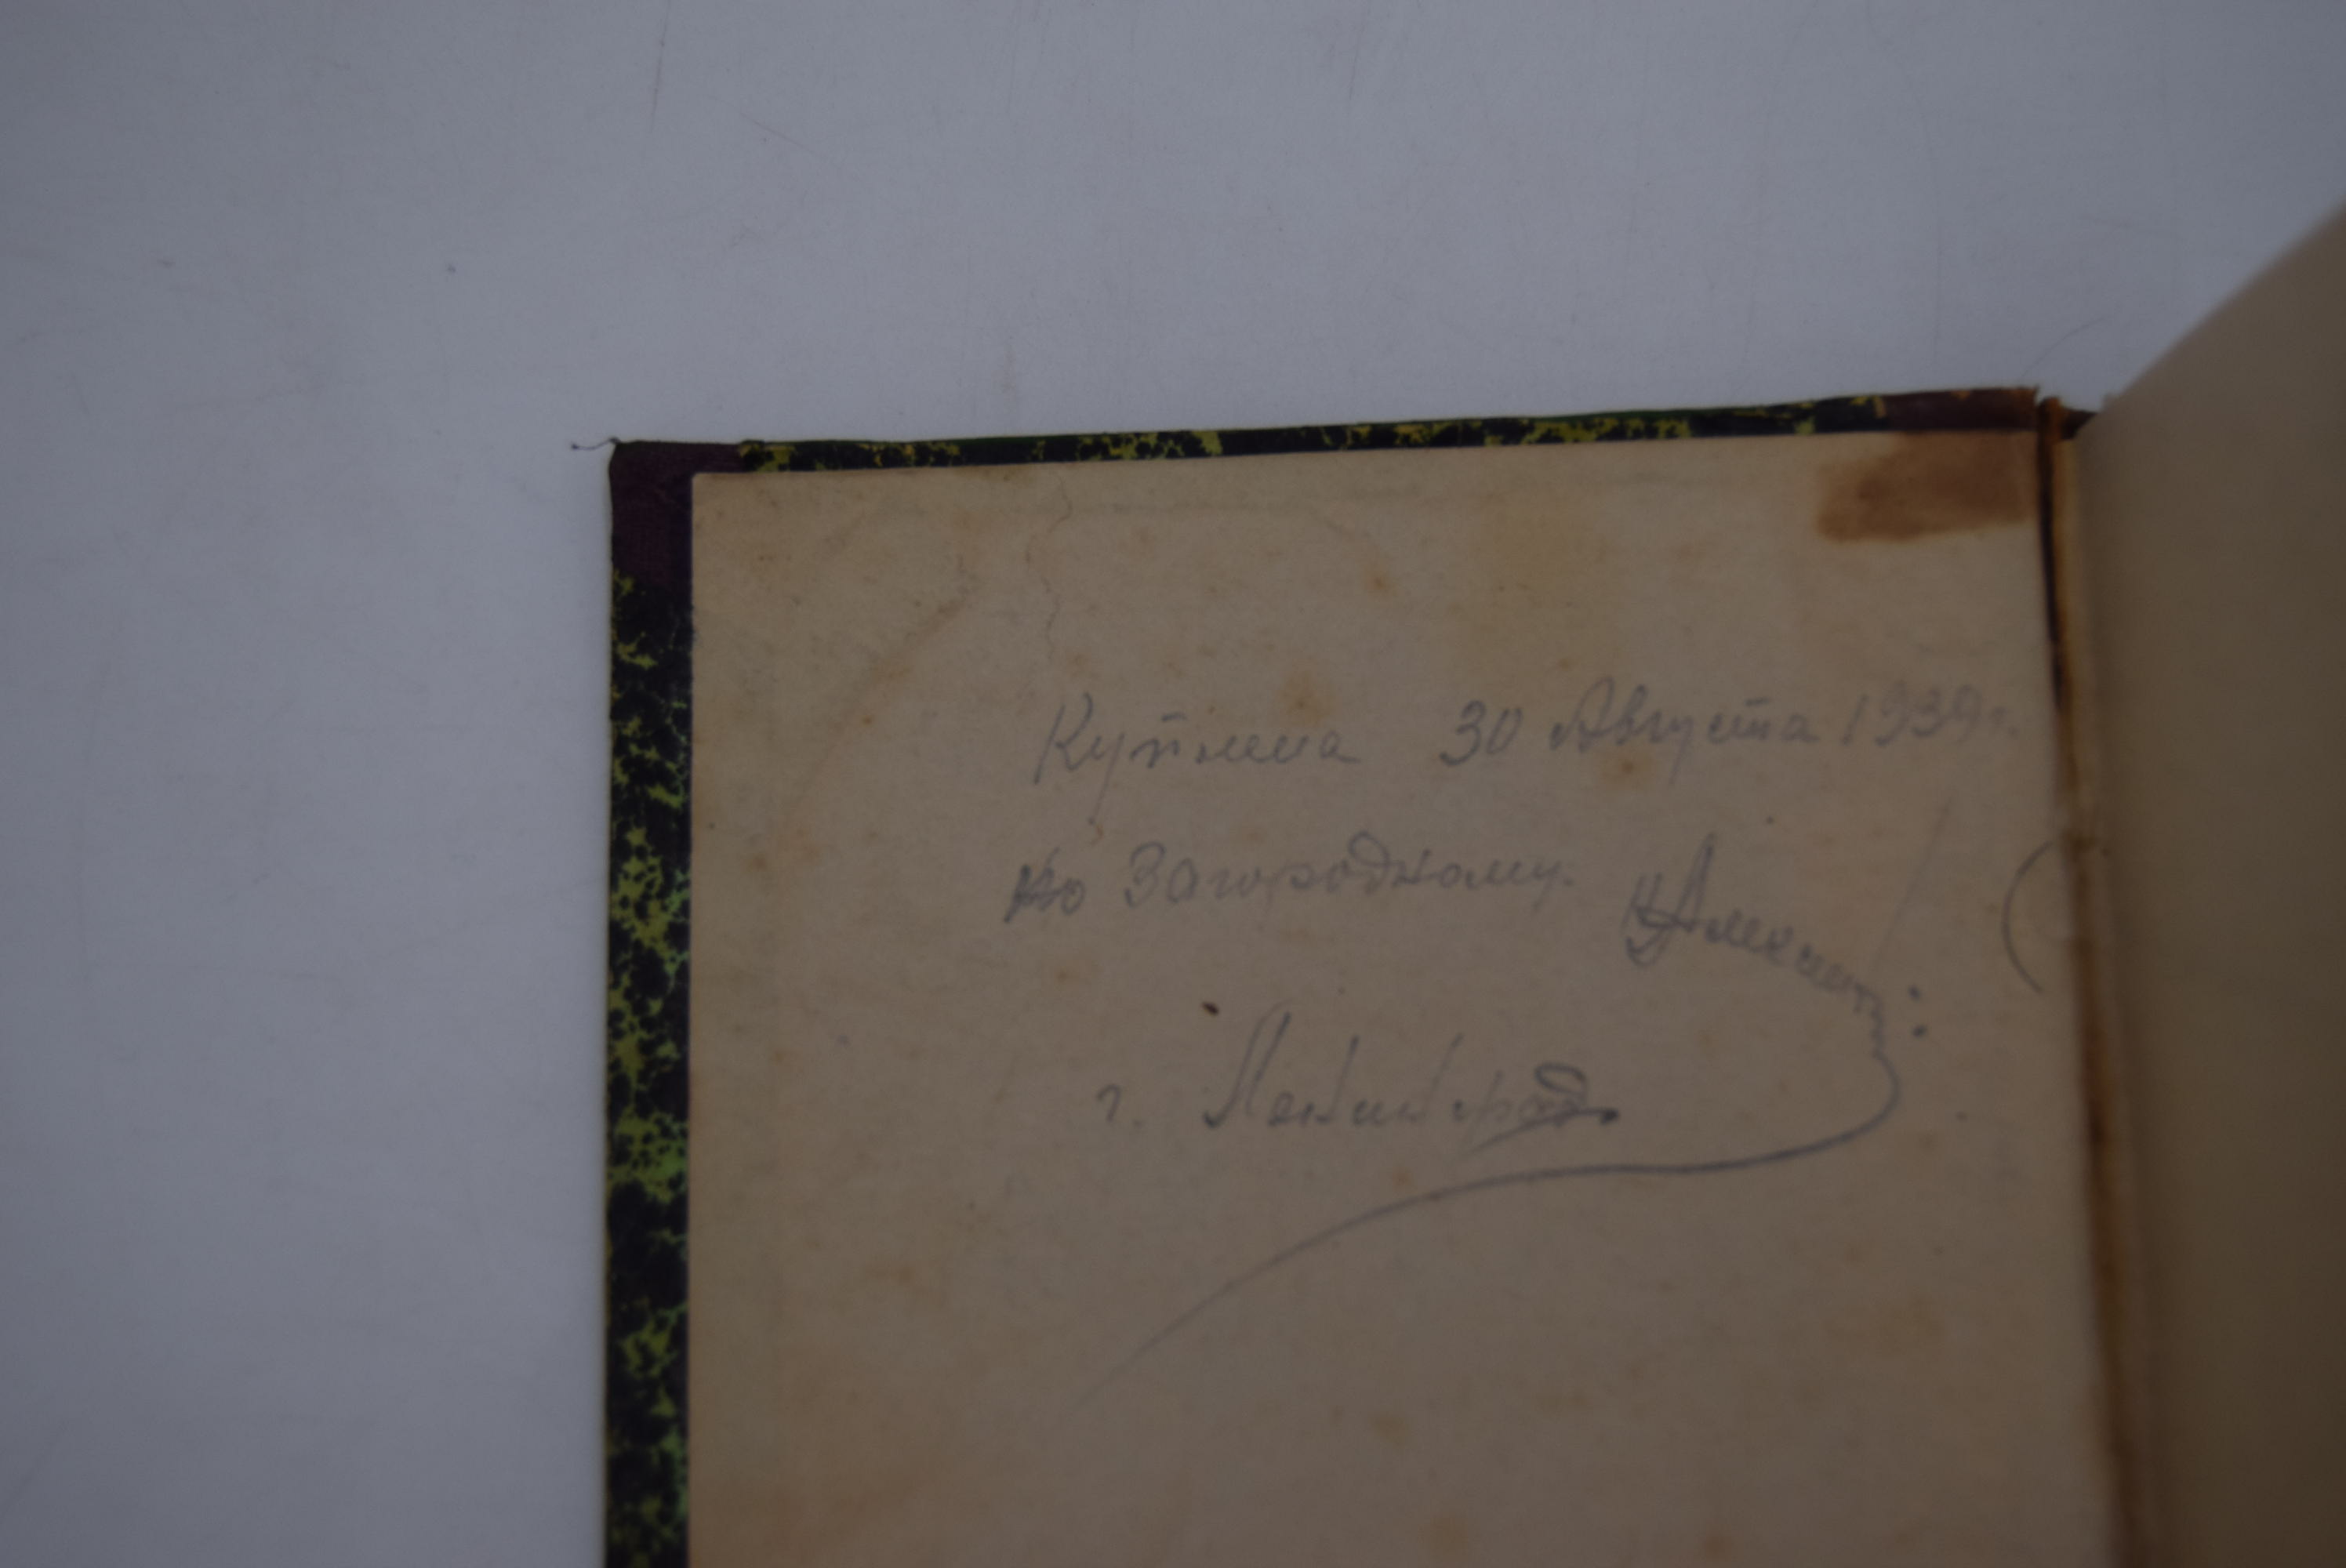 Куплена 30 Августа 1939 г.
по Загородному.
г. Ленинград